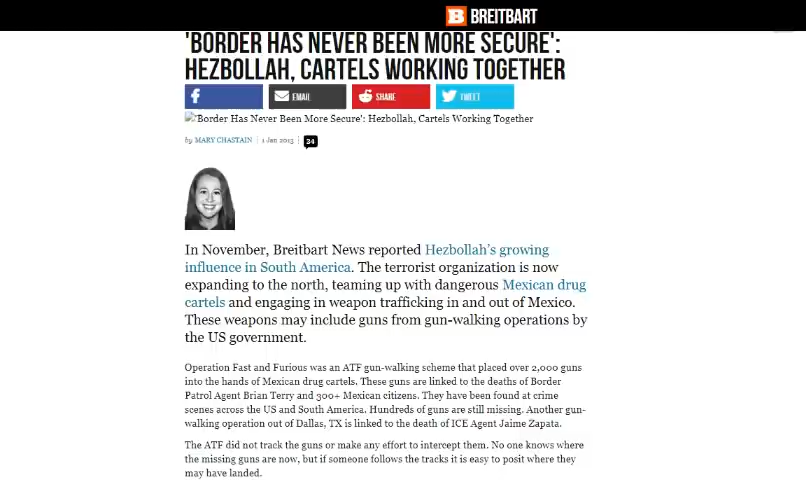 BREITBART
'BORDER HAS NEVER BEEN MORE SECURE':
HEZBOLLAH, CARTELS WORKING TOGETHER
EMAIL
SHARE
TWEET
'Border Has Never Been More Secure': Hezbollah, Cartels Working Together
by MARY CHASTAIN 1 Jan 2013 34
In November, Breitbart News reported Hezbollah's growing
influence in South America. The terrorist organization is now
expanding to the north, teaming up with dangerous Mexican drug
cartels and engaging in weapon trafficking in and out of Mexico.
These weapons may include guns from gun-walking operations by
the US government.
Operation Fast and Furious was an ATF gun-walking scheme that placed over 2,000 guns
into the hands of Mexican drug cartels. These guns are linked to the deaths of Border
Patrol Agent Brian Terry and 300+ Mexican citizens. They have been found at crime
scenes across the US and South America. Hundreds of guns are still missing. Another gun-
walking operation out of Dallas, TX is linked to the death of ICE Agent Jaime Zapata.
The ATF did not track the guns or make any effort to intercept them. No one knows where
the missing guns are now, but if someone follows the tracks it is easy to posit where they
may have landed.